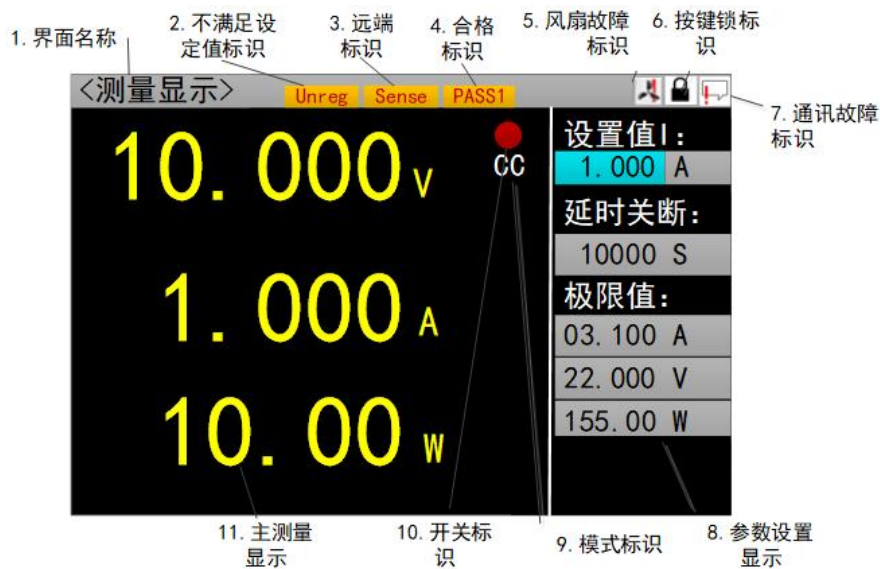 1. 界面名称
2. 不满足设
定值标识
3. 远端
标识
4. 合格
标识
5. 风扇故障
标识
6. 按键锁标
识
7. 通讯故障
标识
<测量显示>
Unreg
Sense
PASS1
10.000 V
CC
1.000 A
10.00 W
设置值I:
1.000 A
延时关断:
10000 S
极限值:
03.100 A
22.000 V
155.00 W
11. 主测量
显示
10. 开关标
识
9. 模式标识
8. 参数设置
显示